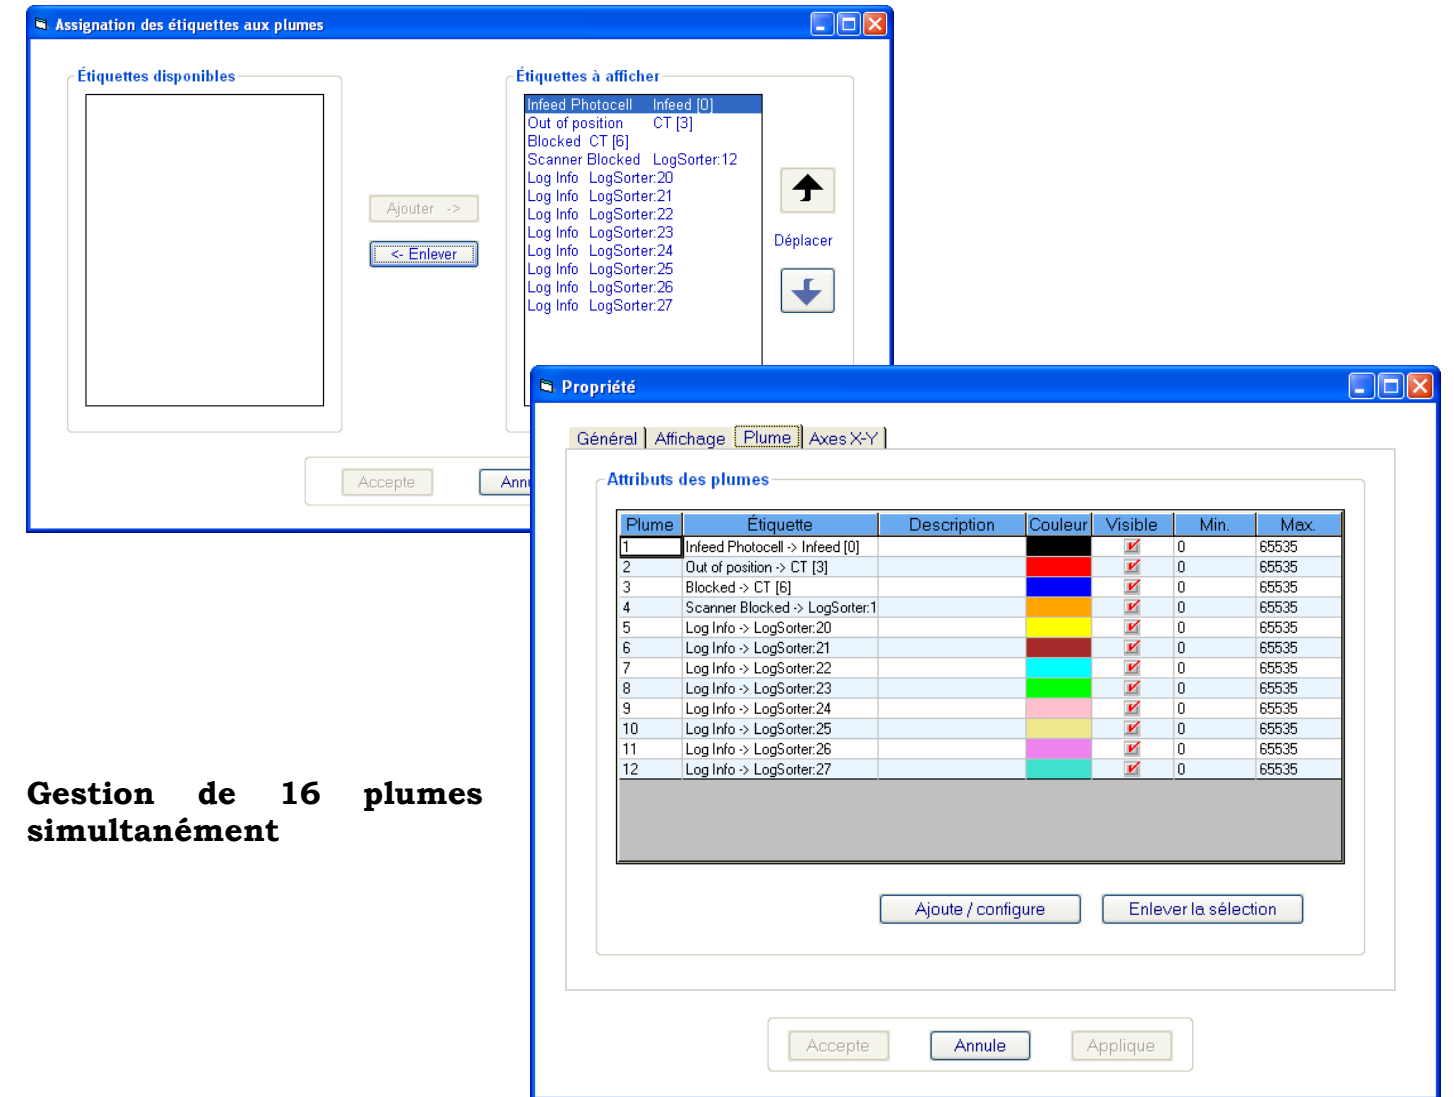 Assignation des étiquettes aux plumes
Étiquettes disponibles
Étiquettes à afficher
Infeed Photocell Infeed [0]
Out of position CT [3]
Blocked CT [6]
Scanner Blocked LogSorter:12
Log Info LogSorter:20
Log Info LogSorter:21
Log Info LogSorter:22
Log Info LogSorter:23
Log Info LogSorter:24
Log Info LogSorter:25
Log Info LogSorter:26
Log Info LogSorter:27
Ajouter ->
<- Enlever
Déplacer
Accepte
Propriété
Général Affichage Plume Axes X-Y
Attributs des plumes
Plume Étiquette Description Couleur Visible Min. Max.
1 Infeed Photocell -> Infeed [0] 0 65535
2 Out of position -> CT [3] 0 65535
3 Blocked -> CT [6] 0 65535
4 Scanner Blocked -> LogSorter:1 0 65535
5 Log Info -> LogSorter:20 0 65535
6 Log Info -> LogSorter:21 0 65535
7 Log Info -> LogSorter:22 0 65535
8 Log Info -> LogSorter:23 0 65535
9 Log Info -> LogSorter:24 0 65535
10 Log Info -> LogSorter:25 0 65535
11 Log Info -> LogSorter:26 0 65535
12 Log Info -> LogSorter:27 0 65535
Ajoute / configure Enlever la sélection
Accepte Annule Applique
Gestion de 16 plumes
simultanément